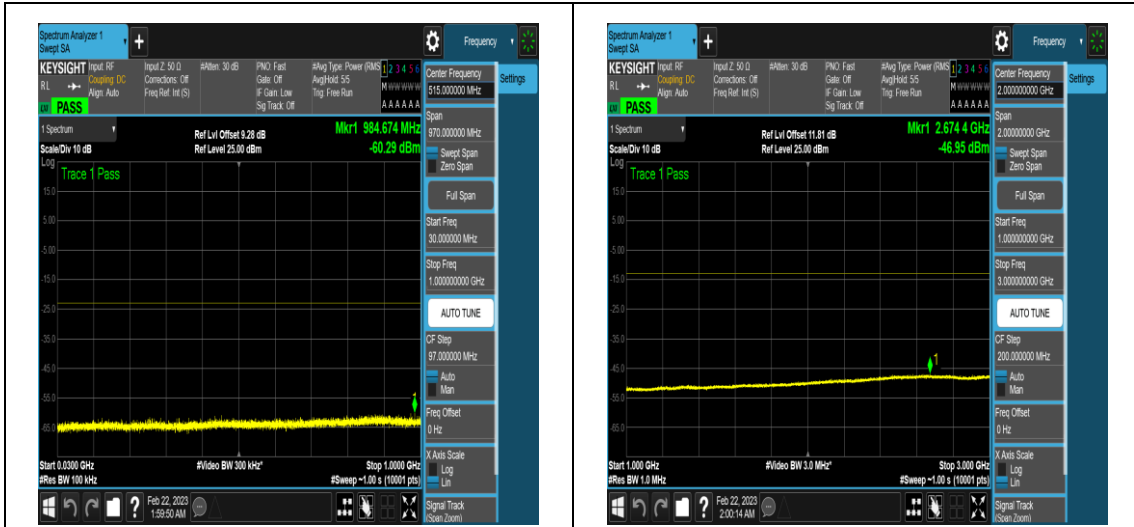 Spectrum Analyzer 1
Swept SA
Frequency
KEYSIGHT
RL
PASS
Input: RF
Coupling: DC
Align: Auto
Input Z: 50 Ω
Corrections: Off
Freq Ref: Int (S)
#Atten: 30 dB
PNO: Fast
Gate: Off
IF Gain: Low
Sig Track: Off
#Avg Type: Power (RMS
Avg|Hold: 5/5
Trig: Free Run
1 2 3 4 5 6
M W W W W W
A A A A A A
1 Spectrum
Scale/Div 10 dB
Ref Lvl Offset 9.28 dB
Ref Level 25.00 dBm
Mkr1 984.674 MHz
-60.29 dBm
Log
Trace 1 Pass
15.0
5.00
-5.00
-15.0
-25.0
-35.0
-45.0
-55.0
-65.0
1
Start 0.0300 GHz
#Res BW 100 kHz
#Video BW 300 kHz*
Stop 1.0000 GHz
#Sweep ~1.00 s (10001 pts)
Feb 22, 2023
1:59:50 AM
Center Frequency
515.000000 MHz
Span
970.000000 MHz
Swept Span
Zero Span
Full Span
Start Freq
30.000000 MHz
Stop Freq
1.000000000 GHz
AUTO TUNE
CF Step
97.000000 MHz
Auto
Man
Freq Offset
0 Hz
X Axis Scale
Log
Lin
Signal Track
(Span Zoom)
Settings
Spectrum Analyzer 1
Swept SA
Frequency
KEYSIGHT
RL
PASS
Input: RF
Coupling: DC
Align: Auto
Input Z: 50 Ω
Corrections: Off
Freq Ref: Int (S)
#Atten: 30 dB
PNO: Fast
Gate: Off
IF Gain: Low
Sig Track: Off
#Avg Type: Power (RMS
Avg|Hold: 5/5
Trig: Free Run
1 2 3 4 5 6
M W W W W W
A A A A A A
1 Spectrum
Scale/Div 10 dB
Ref Lvl Offset 11.81 dB
Ref Level 25.00 dBm
Mkr1 2.674 4 GHz
-46.95 dBm
Log
Trace 1 Pass
15.0
5.00
-5.00
-15.0
-25.0
-35.0
-45.0
-55.0
-65.0
1
Start 1.000 GHz
#Res BW 1.0 MHz
#Video BW 3.0 MHz*
Stop 3.000 GHz
#Sweep ~1.00 s (10001 pts)
Feb 22, 2023
2:00:14 AM
Center Frequency
2.000000000 GHz
Span
2.00000000 GHz
Swept Span
Zero Span
Full Span
Start Freq
1.000000000 GHz
Stop Freq
3.000000000 GHz
AUTO TUNE
CF Step
200.000000 MHz
Auto
Man
Freq Offset
0 Hz
X Axis Scale
Log
Lin
Signal Track
(Span Zoom)
Settings